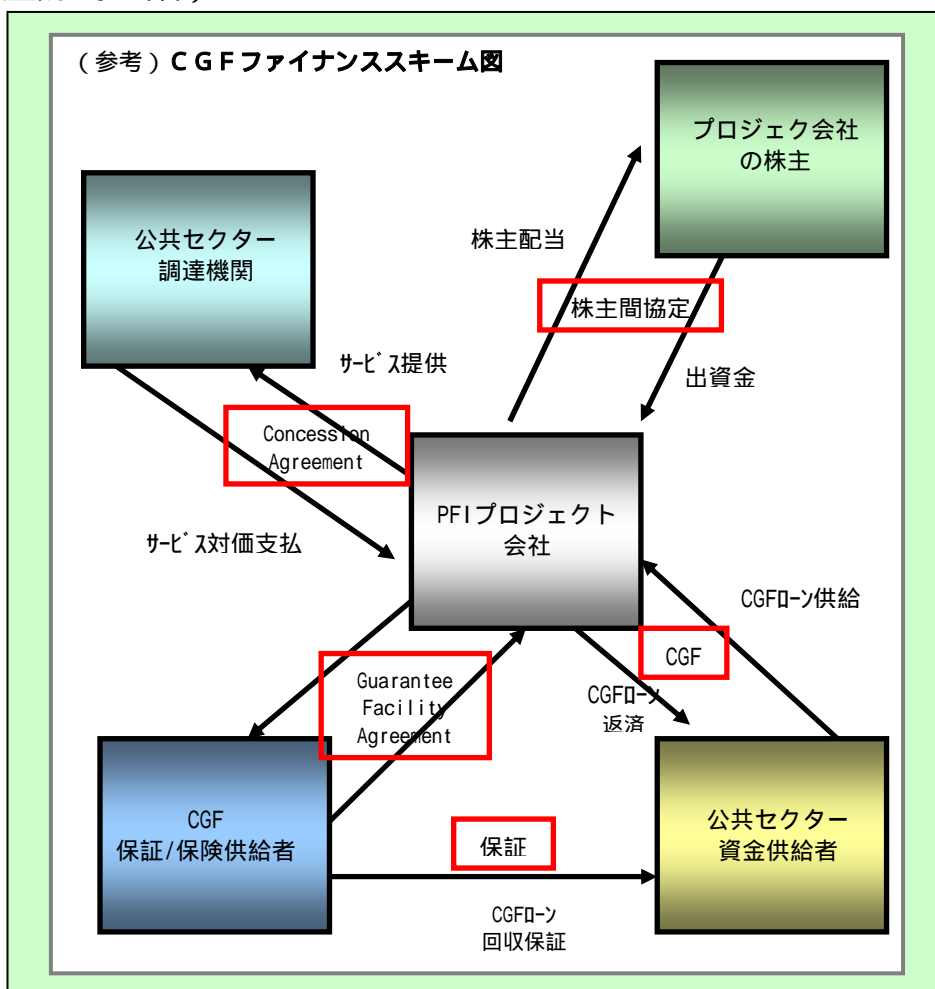 (参考)CGFファイナンススキーム図
プロジェク会社
の株主
公共セクター
調達機関
株主配当
株主間協定
サービス提供
出資金
Concession
Agreement
PFIプロジェクト
会社
サービス対価支払
CGFローン供給
CGF
Guarantee
Facility
Agreement
CGFローン
返済
CGF
保証/保険供給者
保証
公共セクター
資金供給者
CGFローン
回収保証